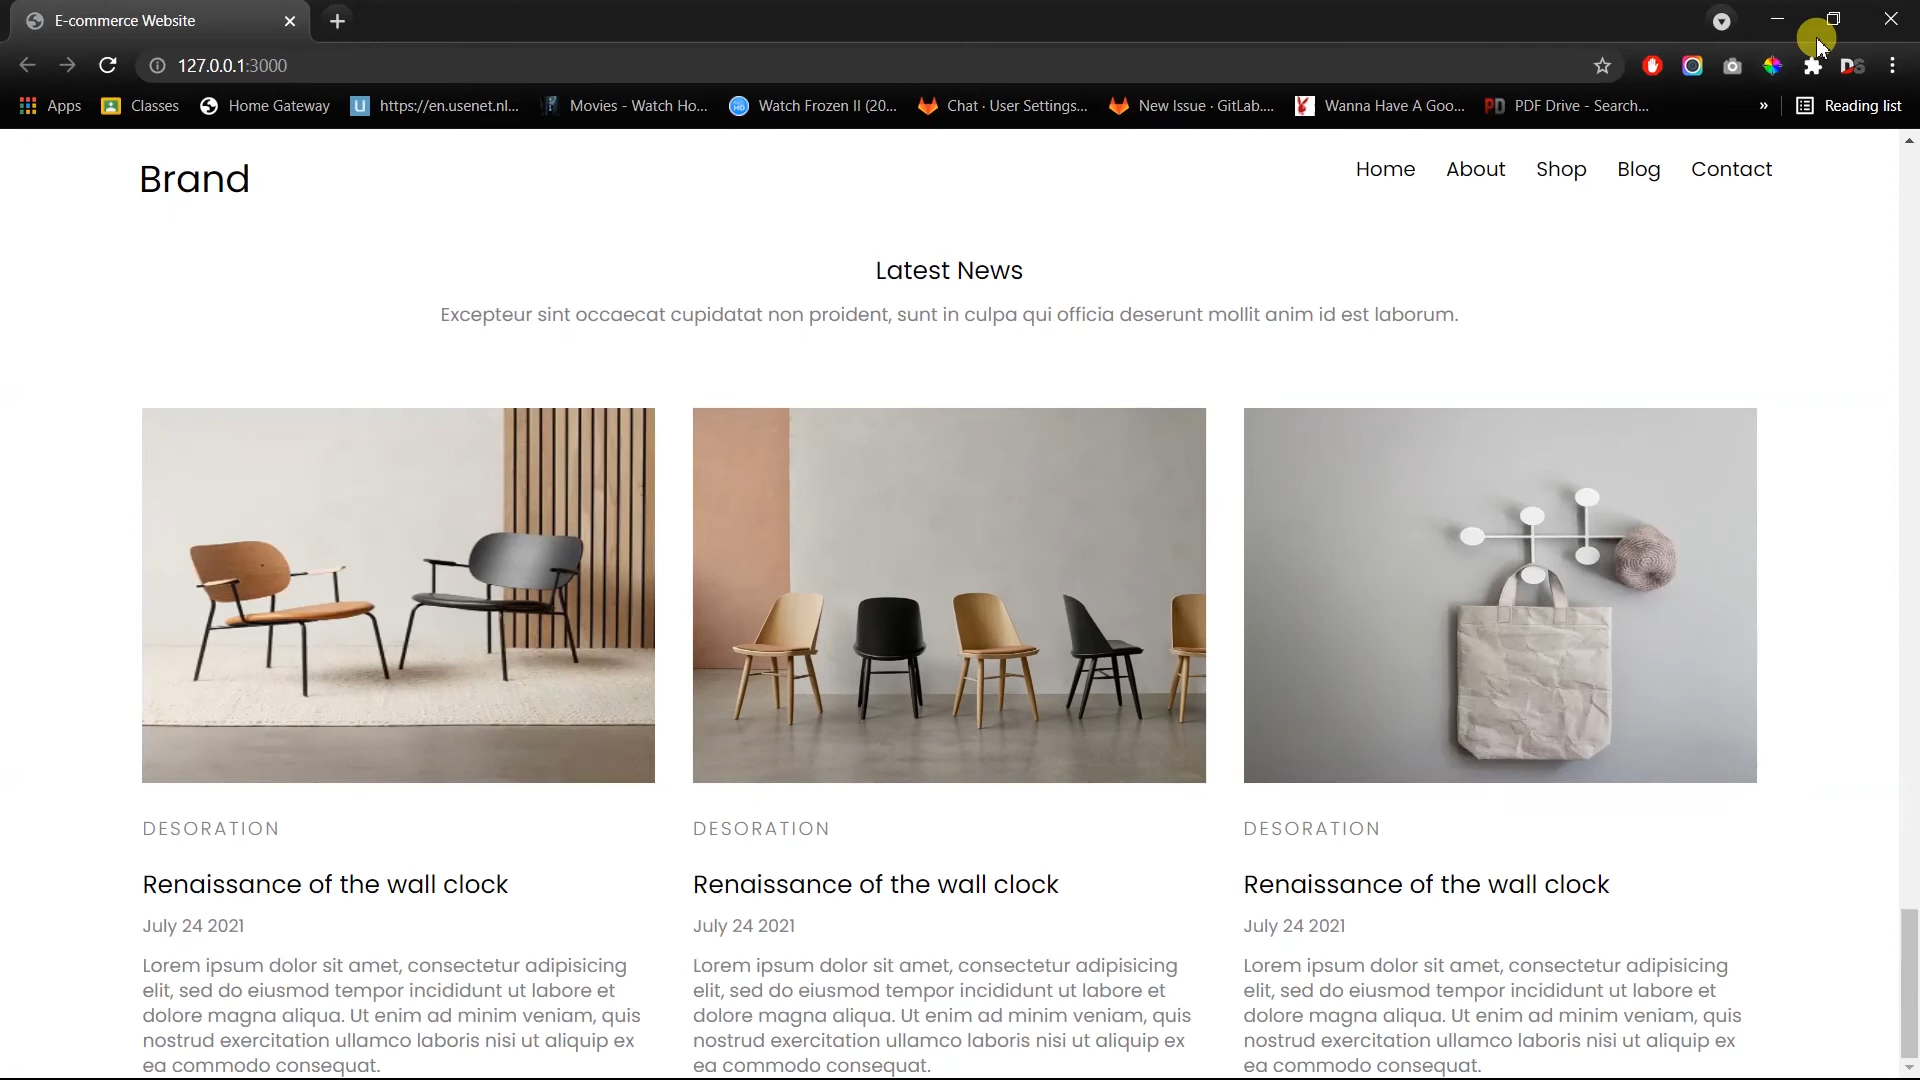 E-commerce Website
127.0.0.1:3000
Apps Classes Home Gateway https://en.usenet.nl... Movies - Watch Ho... Watch Frozen II (20... Chat · User Settings... New Issue · GitLab.... Wanna Have A Goo... PDF Drive - Search... » Reading list
Brand Home About Shop Blog Contact
Latest News
Excepteur sint occaecat cupidatat non proident, sunt in culpa qui officia deserunt mollit anim id est laborum.
DESORATION
Renaissance of the wall clock
July 24 2021
Lorem ipsum dolor sit amet, consectetur adipisicing
elit, sed do eiusmod tempor incididunt ut labore et
dolore magna aliqua. Ut enim ad minim veniam, quis
nostrud exercitation ullamco laboris nisi ut aliquip ex
ea commodo consequat.
DESORATION
Renaissance of the wall clock
July 24 2021
Lorem ipsum dolor sit amet, consectetur adipisicing
elit, sed do eiusmod tempor incididunt ut labore et
dolore magna aliqua. Ut enim ad minim veniam, quis
nostrud exercitation ullamco laboris nisi ut aliquip ex
ea commodo consequat.
DESORATION
Renaissance of the wall clock
July 24 2021
Lorem ipsum dolor sit amet, consectetur adipisicing
elit, sed do eiusmod tempor incididunt ut labore et
dolore magna aliqua. Ut enim ad minim veniam, quis
nostrud exercitation ullamco laboris nisi ut aliquip ex
ea commodo consequat.